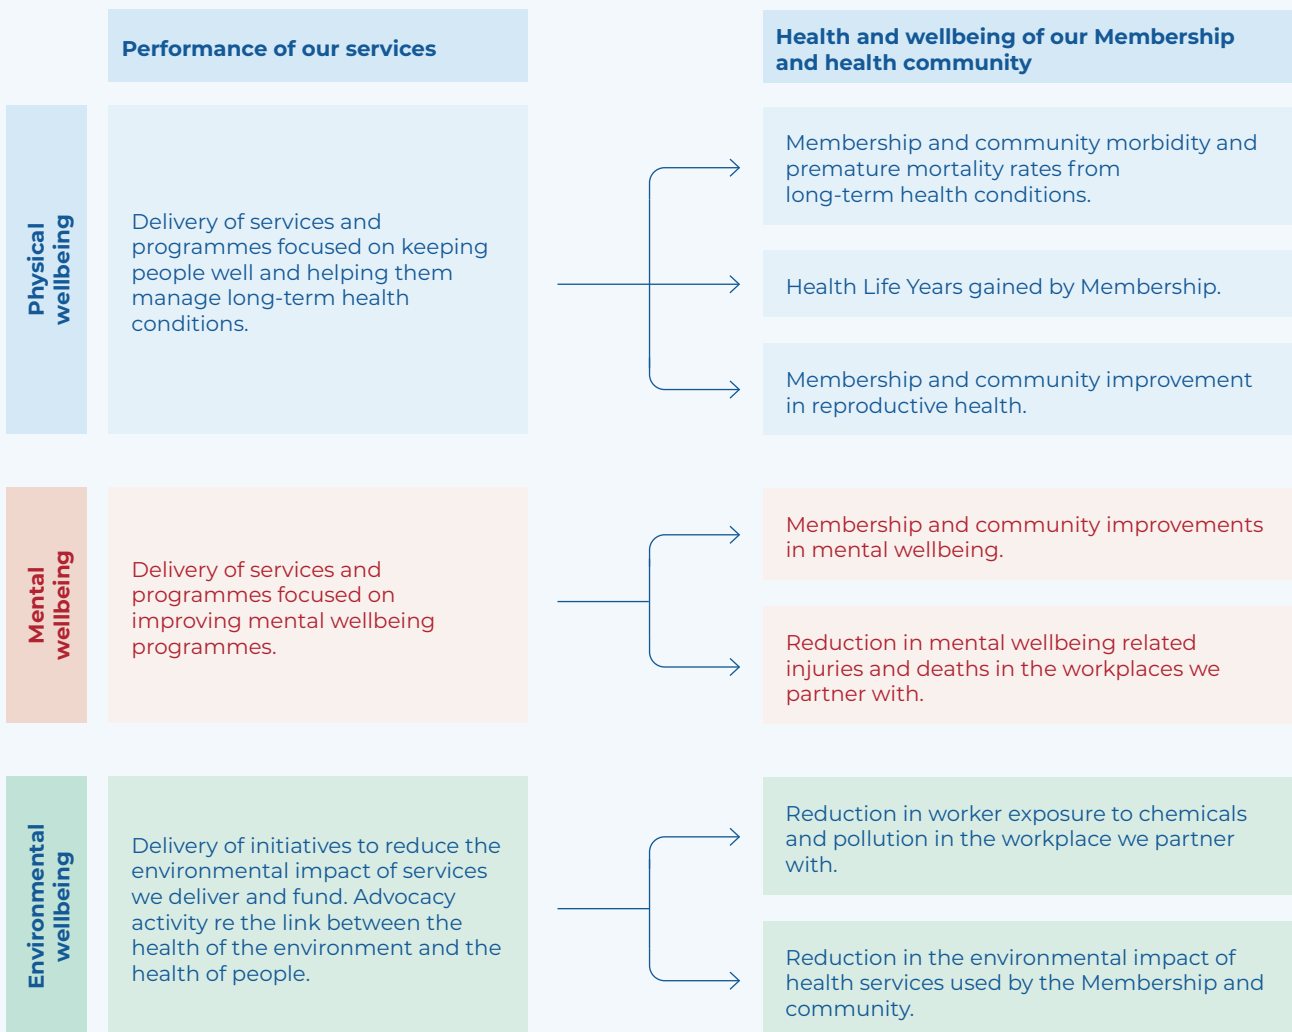 Performance of our services
Health and wellbeing of our Membership
and health community
Physical
wellbeing
Delivery of services and
programmes focused on keeping
people well and helping them
manage long-term health
conditions.
Membership and community morbidity and
premature mortality rates from
long-term health conditions.
Health Life Years gained by Membership.
Membership and community improvement
in reproductive health.
Mental
wellbeing
Delivery of services and
programmes focused on
improving mental wellbeing
programmes.
Membership and community improvements
in mental wellbeing.
Reduction in mental wellbeing related
injuries and deaths in the workplaces we
partner with.
Environmental
wellbeing
Delivery of initiatives to reduce the
environmental impact of services
we deliver and fund. Advocacy
activity re the link between the
health of the environment and the
health of people.
Reduction in worker exposure to chemicals
and pollution in the workplace we partner
with.
Reduction in the environmental impact of
health services used by the Membership and
community.